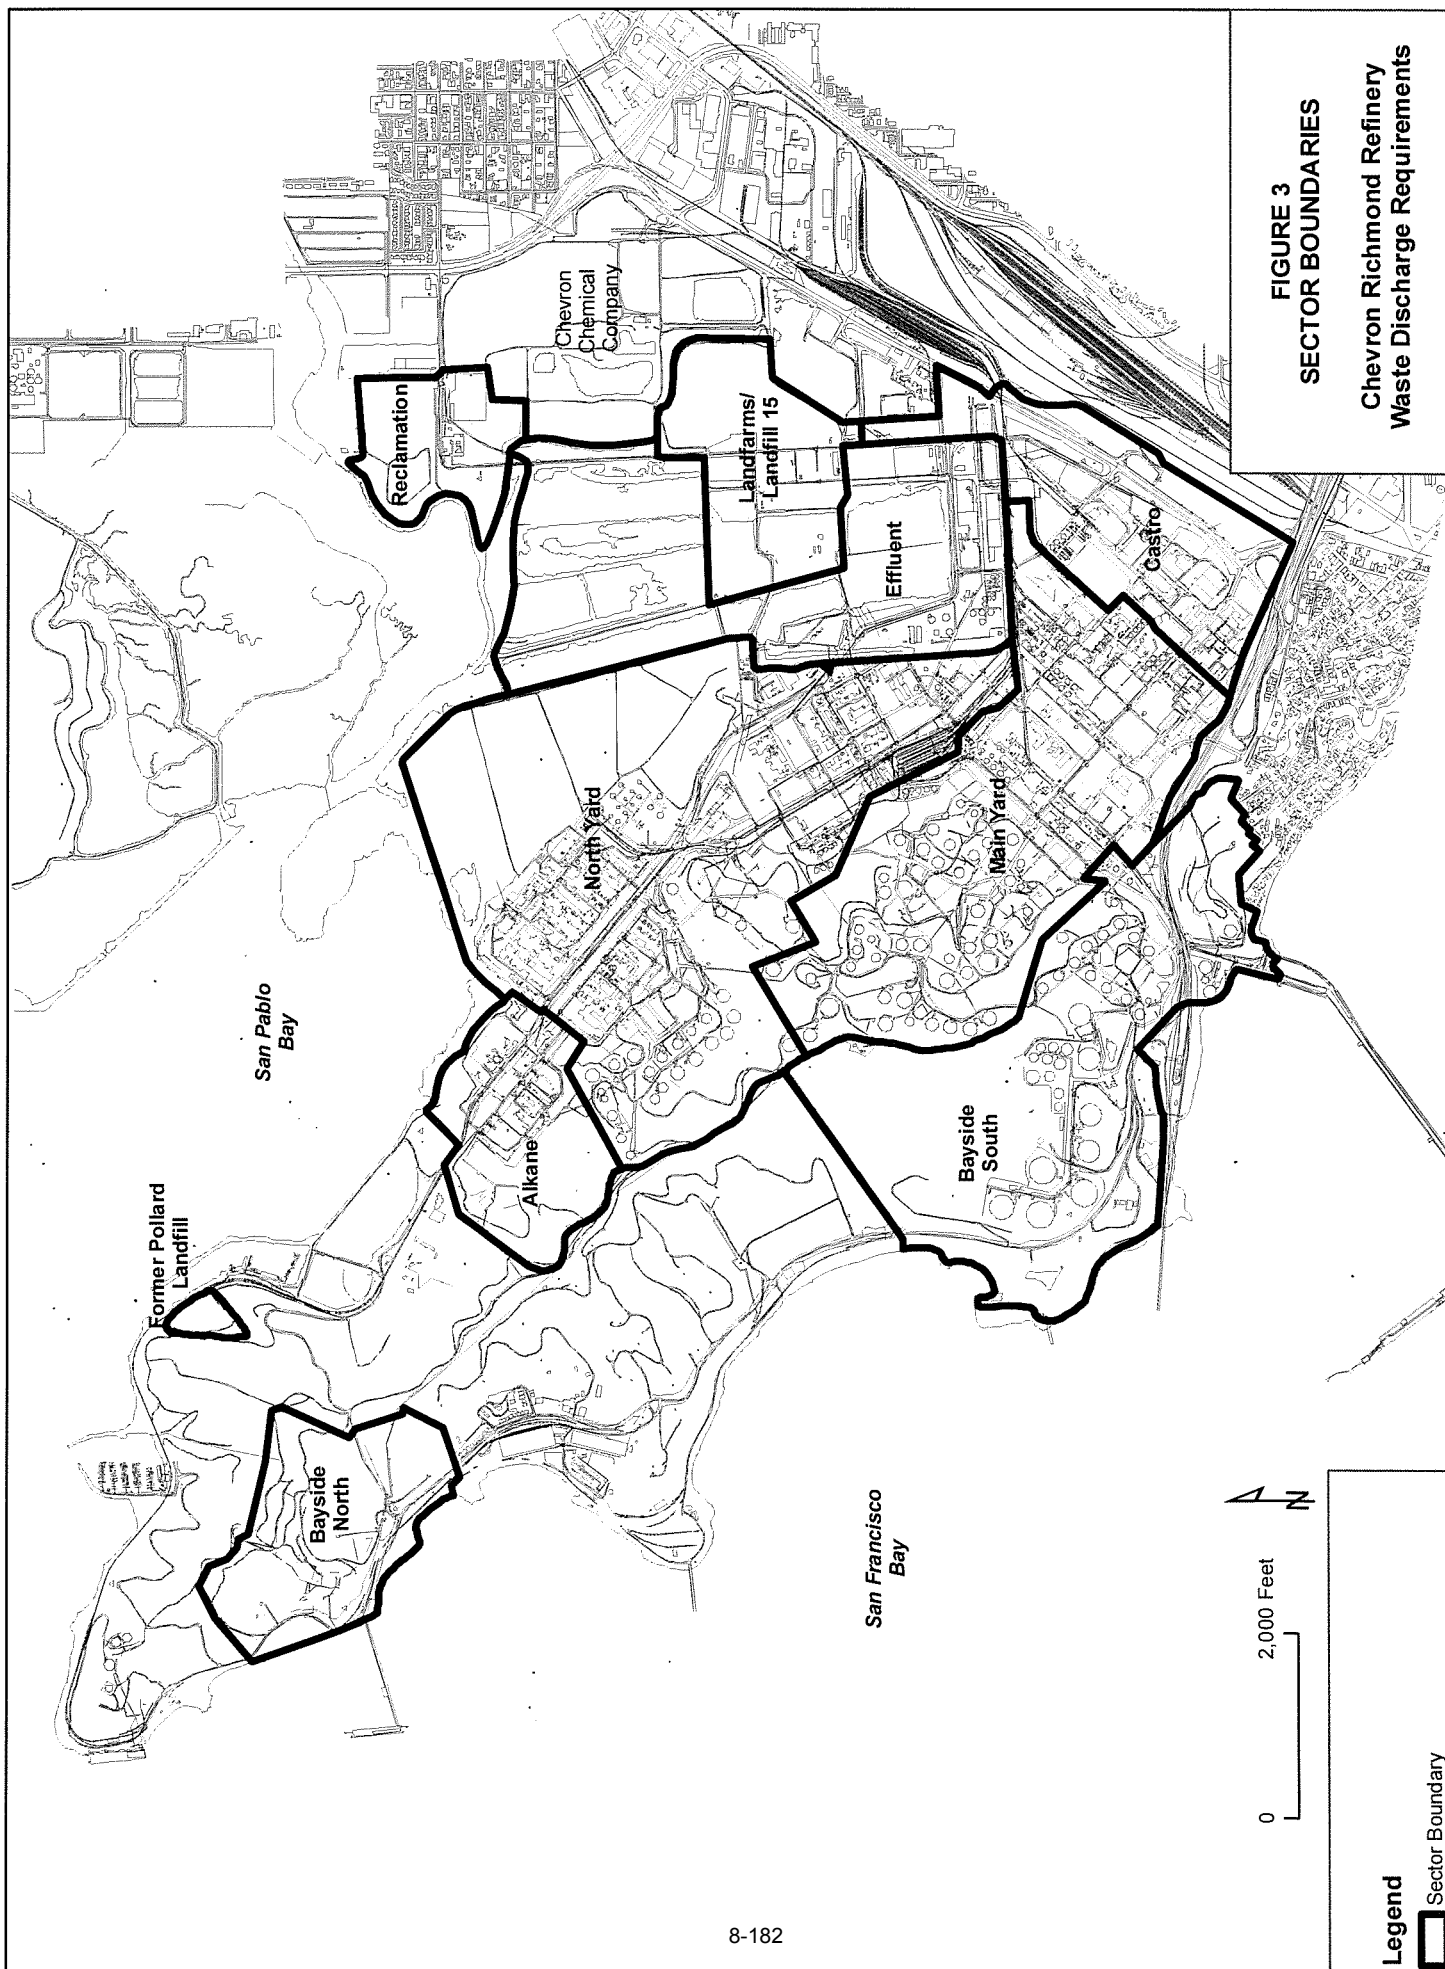 FIGURE 3
SECTOR BOUNDARIES
Chevron Richmond Refinery
Waste Discharge Requirements
San Pablo
Bay
Former Pollard
Landfill
Bayside
North
Alkane
North Yard
Reclamation
Chevron
Chemical
Company
Landfarms/
Landfill 15
Effluent
Castro
Main Yard
Bayside
South
San Francisco
Bay
N
0
2,000 Feet
Legend
Sector Boundary
8-182